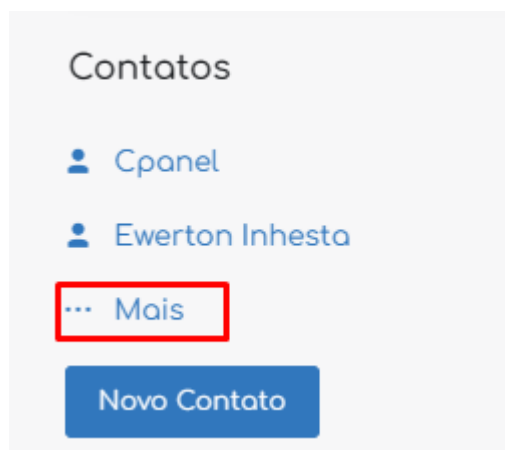 Contatos
Cpanel
Ewerton Inhesta
··· Mais
Novo Contato